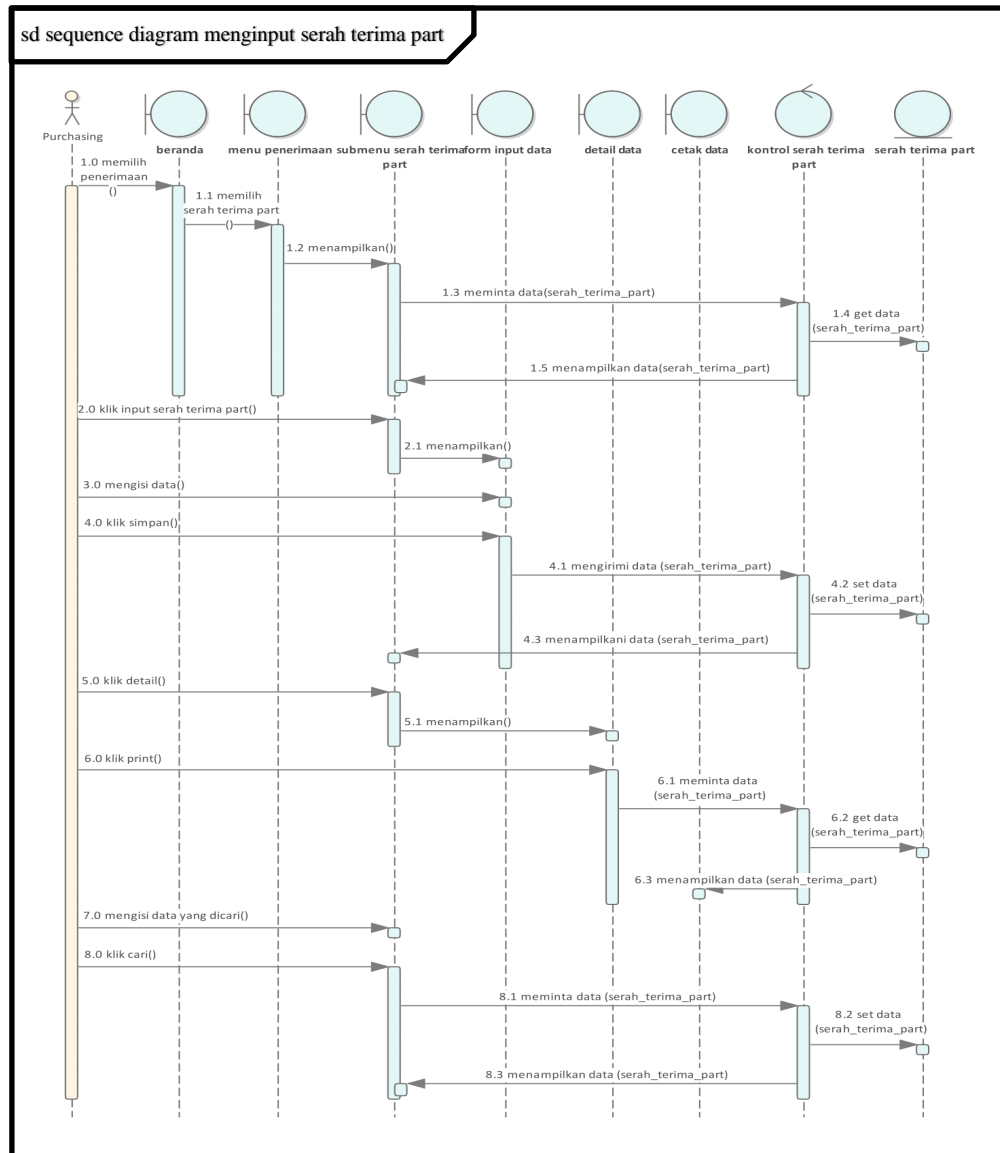 sd sequence diagram menginput serah terima part
Purchasing
beranda
menu penerimaan
submenu serah terima
part
form input data
detail data
cetak data
kontrol serah terima
part
serah terima part
1.0 memilih
penerimaan
()
1.1 memilih
serah terima part
()
1.2 menampilkan()
1.3 meminta data(serah_terima_part)
1.4 get data
(serah_terima_part)
1.5 menampilkan data(serah_terima_part)
2.0 klik input serah terima part()
2.1 menampilkan()
3.0 mengisi data()
4.0 klik simpan()
4.1 mengirimi data (serah_terima_part)
4.2 set data
(serah_terima_part)
4.3 menampilkani data (serah_terima_part)
5.0 klik detail()
5.1 menampilkan()
6.0 klik print()
6.1 meminta data
(serah_terima_part)
6.2 get data
(serah_terima_part)
6.3 menampilkan data (serah_terima_part)
7.0 mengisi data yang dicari()
8.0 klik cari()
8.1 meminta data (serah_terima_part)
8.2 set data
(serah_terima_part)
8.3 menampilkan data (serah_terima_part)